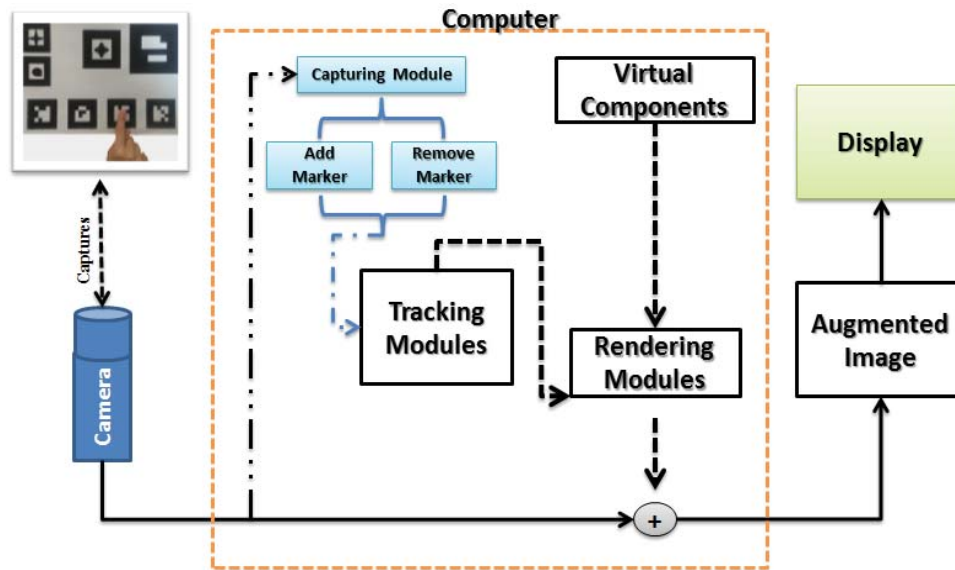 Computer
Capturing Module
Add
Marker
Remove
Marker
Virtual
Components
Display
Captures
Tracking
Modules
Rendering
Modules
Augmented
Image
Camera
+